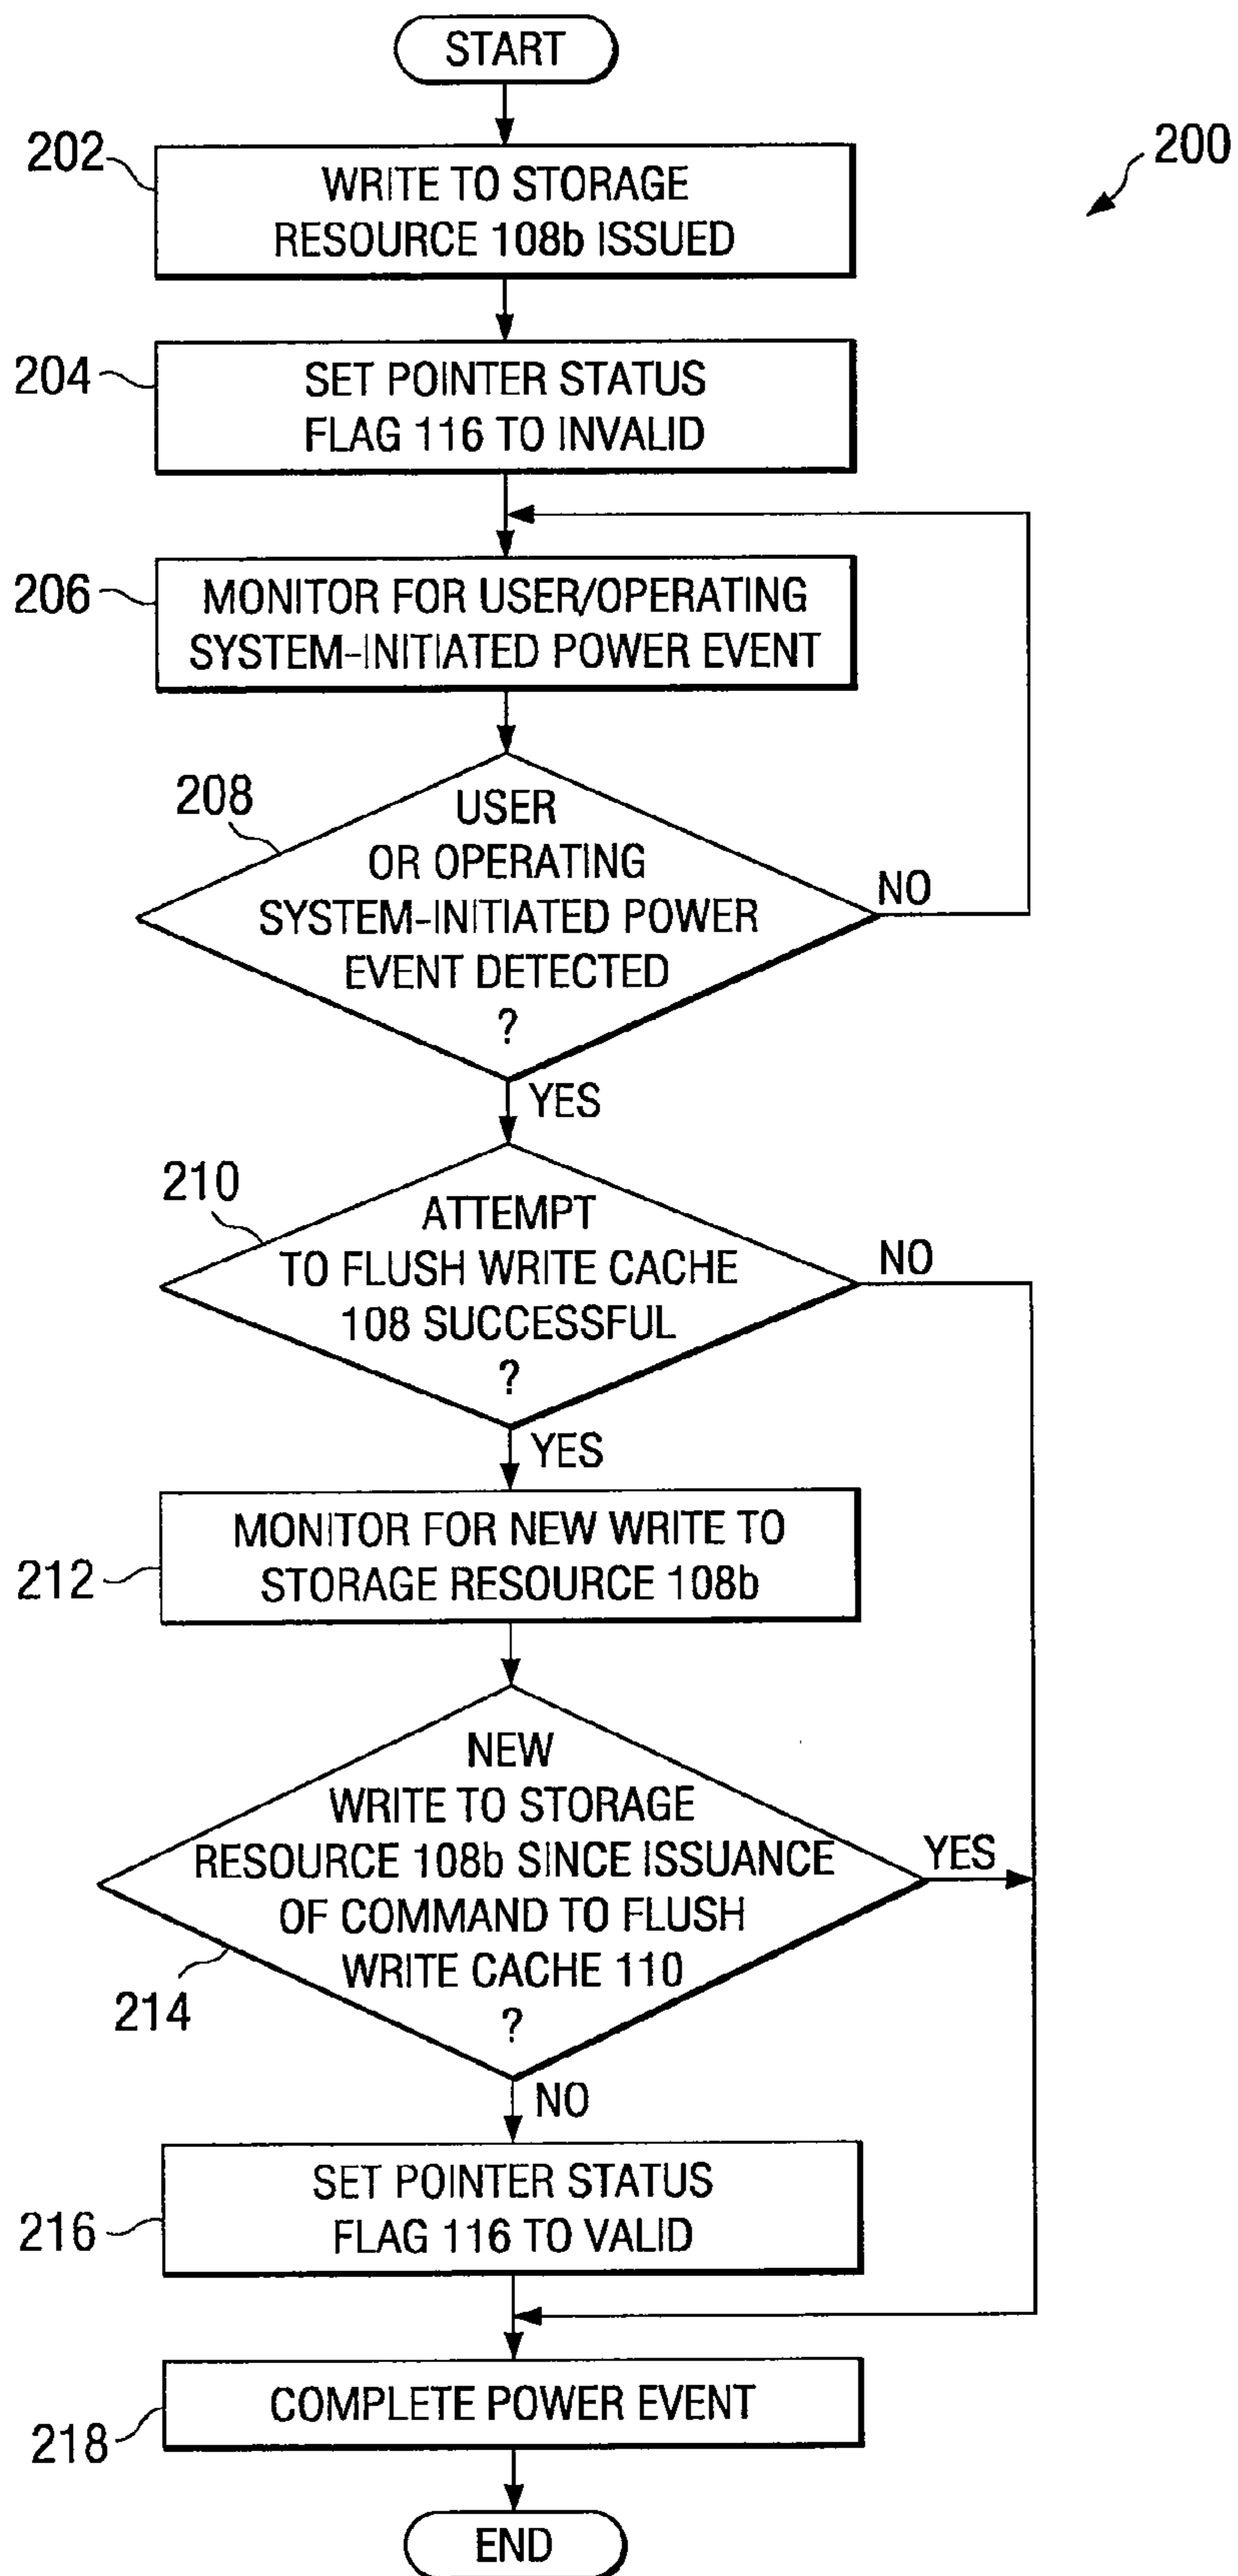 START
200
202
WRITE TO STORAGE
RESOURCE 108b ISSUED
204
SET POINTER STATUS
FLAG 116 TO INVALID
206
MONITOR FOR USER/OPERATING
SYSTEM-INITIATED POWER EVENT
208
USER
OR OPERATING
SYSTEM-INITIATED POWER
EVENT DETECTED
?
NO
YES
210
ATTEMPT
TO FLUSH WRITE CACHE
108 SUCCESSFUL
?
NO
YES
212
MONITOR FOR NEW WRITE TO
STORAGE RESOURCE 108b
NEW
WRITE TO STORAGE
RESOURCE 108b SINCE ISSUANCE
OF COMMAND TO FLUSH
WRITE CACHE 110
?
YES
214
NO
216
SET POINTER STATUS
FLAG 116 TO VALID
218
COMPLETE POWER EVENT
END